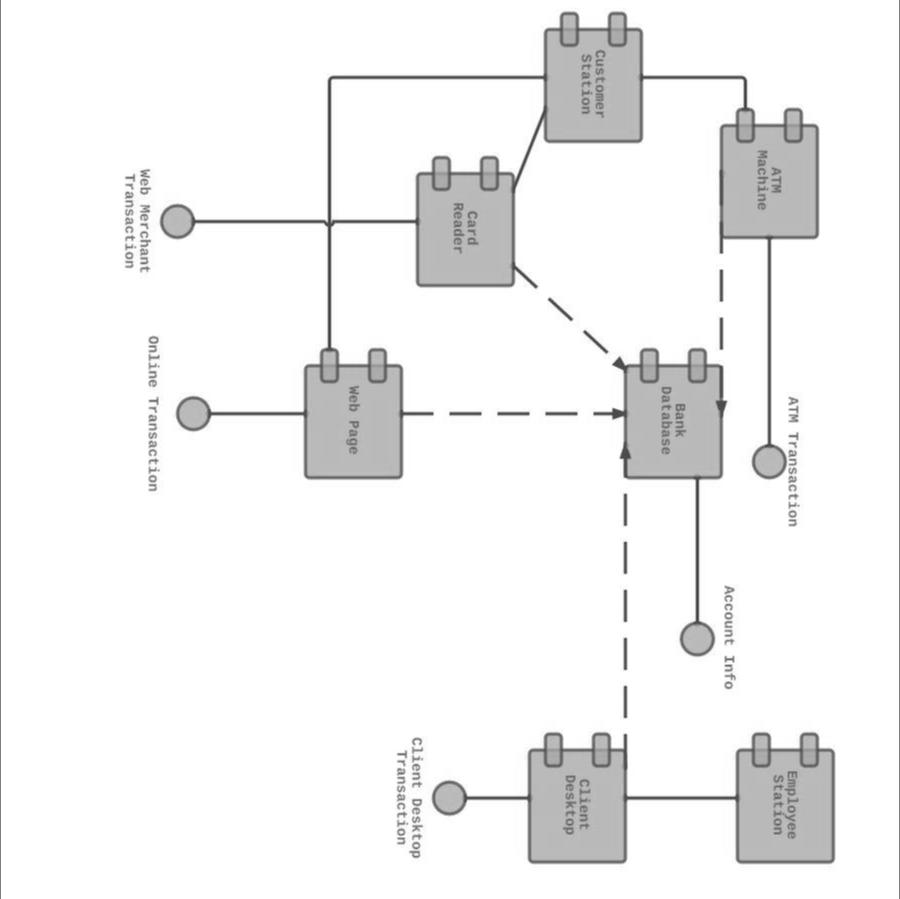 Customer
Station
ATM
Machine
Card
Reader
Web Merchant
Transaction
Online Transaction
Web Page
Bank
Database
ATM Transaction
Account Info
Client Desktop
Transaction
Client
Desktop
Employee
Station